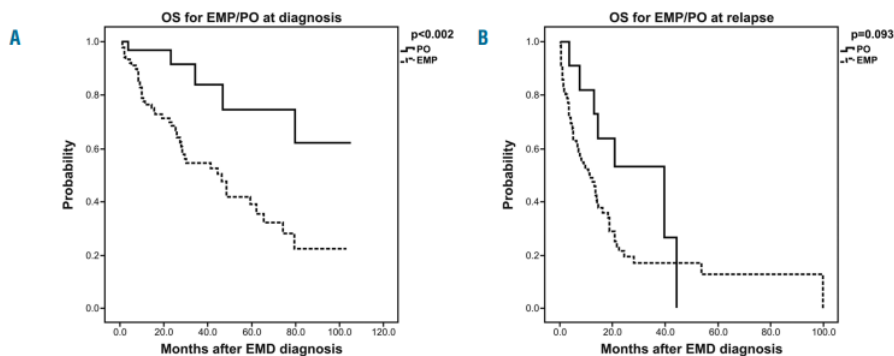 A
OS for EMP/PO at diagnosis
p<0.002
PO
EMP
1.0
0.8
0.6
0.4
0.2
0.0
Probability
0.0 20.0 40.0 60.0 80.0 100.0 120.0
Months after EMD diagnosis
B
OS for EMP/PO at relapse
p=0.093
PO
EMP
1.0
0.8
0.6
0.4
0.2
0.0
Probability
0.0 20.0 40.0 60.0 80.0 100.0
Months after EMD diagnosis